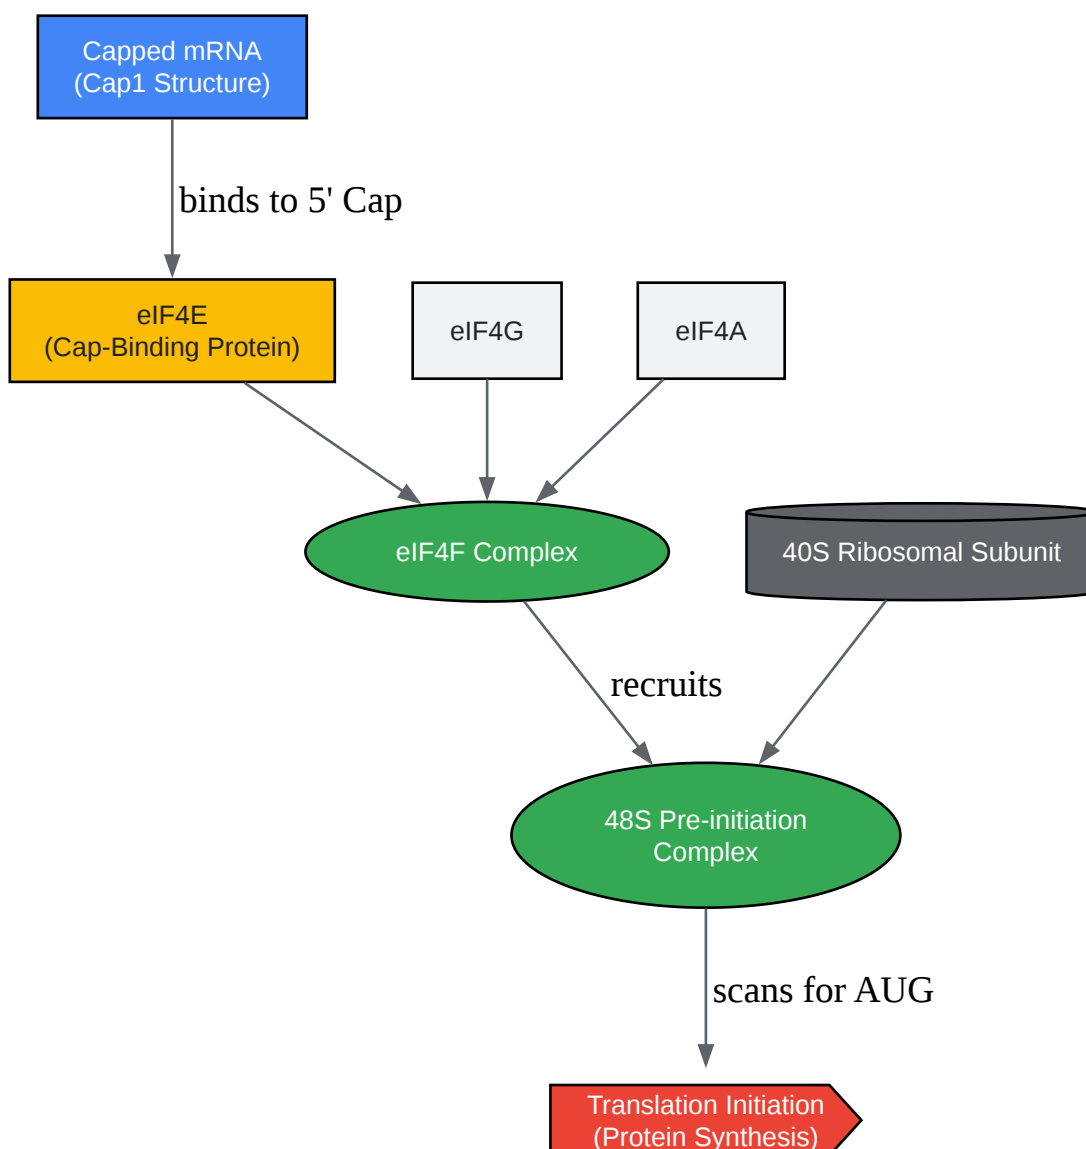 Capped mRNA
(Cap1 Structure)
binds to 5' Cap
eIF4E
(Cap-Binding Protein)
eIF4G
eIF4A
eIF4F Complex
40S Ribosomal Subunit
recruits
48S Pre-initiation
Complex
scans for AUG
Translation Initiation
(Protein Synthesis)